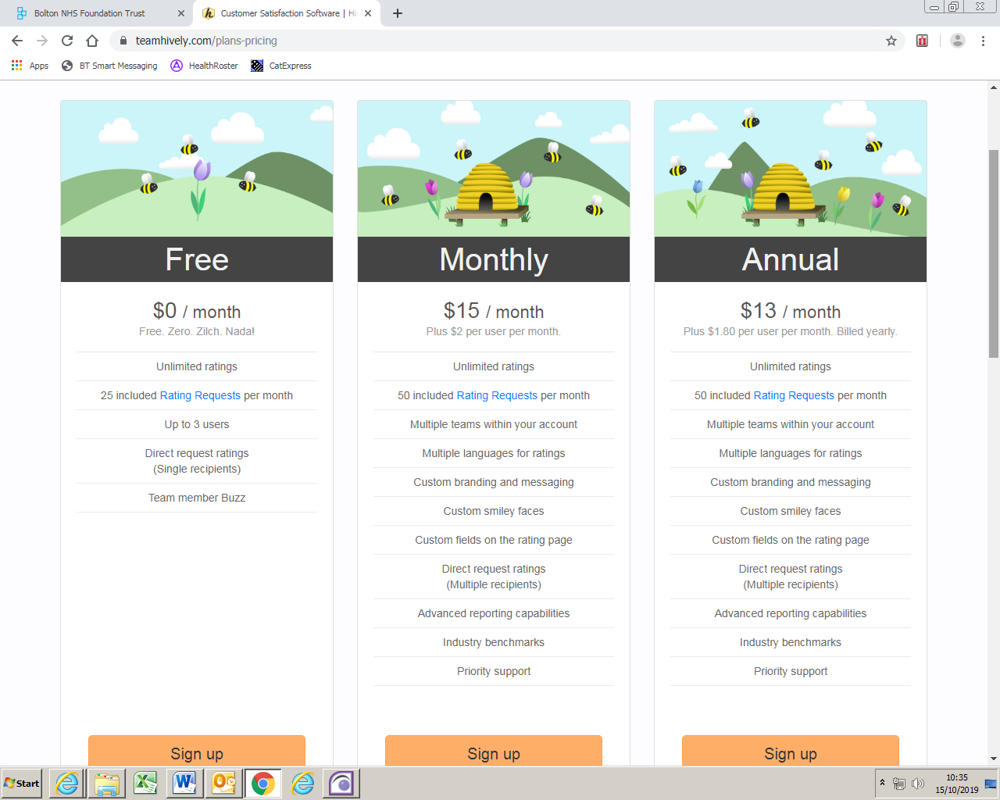 Bolton NHS Foundation Trust
Customer Satisfaction Software | Hi
teamhively.com/plans-pricing
Apps
BT Smart Messaging
HealthRoster
CatExpress
Free
$0 / month
Free. Zero. Zilch. Nada!
Unlimited ratings
25 included Rating Requests per month
Up to 3 users
Direct request ratings
(Single recipients)
Team member Buzz
Sign up
Monthly
$15 / month
Plus $2 per user per month.
Unlimited ratings
50 included Rating Requests per month
Multiple teams within your account
Multiple languages for ratings
Custom branding and messaging
Custom smiley faces
Custom fields on the rating page
Direct request ratings
(Multiple recipients)
Advanced reporting capabilities
Industry benchmarks
Priority support
Sign up
Annual
$13 / month
Plus $1.80 per user per month. Billed yearly.
Unlimited ratings
50 included Rating Requests per month
Multiple teams within your account
Multiple languages for ratings
Custom branding and messaging
Custom smiley faces
Custom fields on the rating page
Direct request ratings
(Multiple recipients)
Advanced reporting capabilities
Industry benchmarks
Priority support
Sign up
Start
10:35
15/10/2019